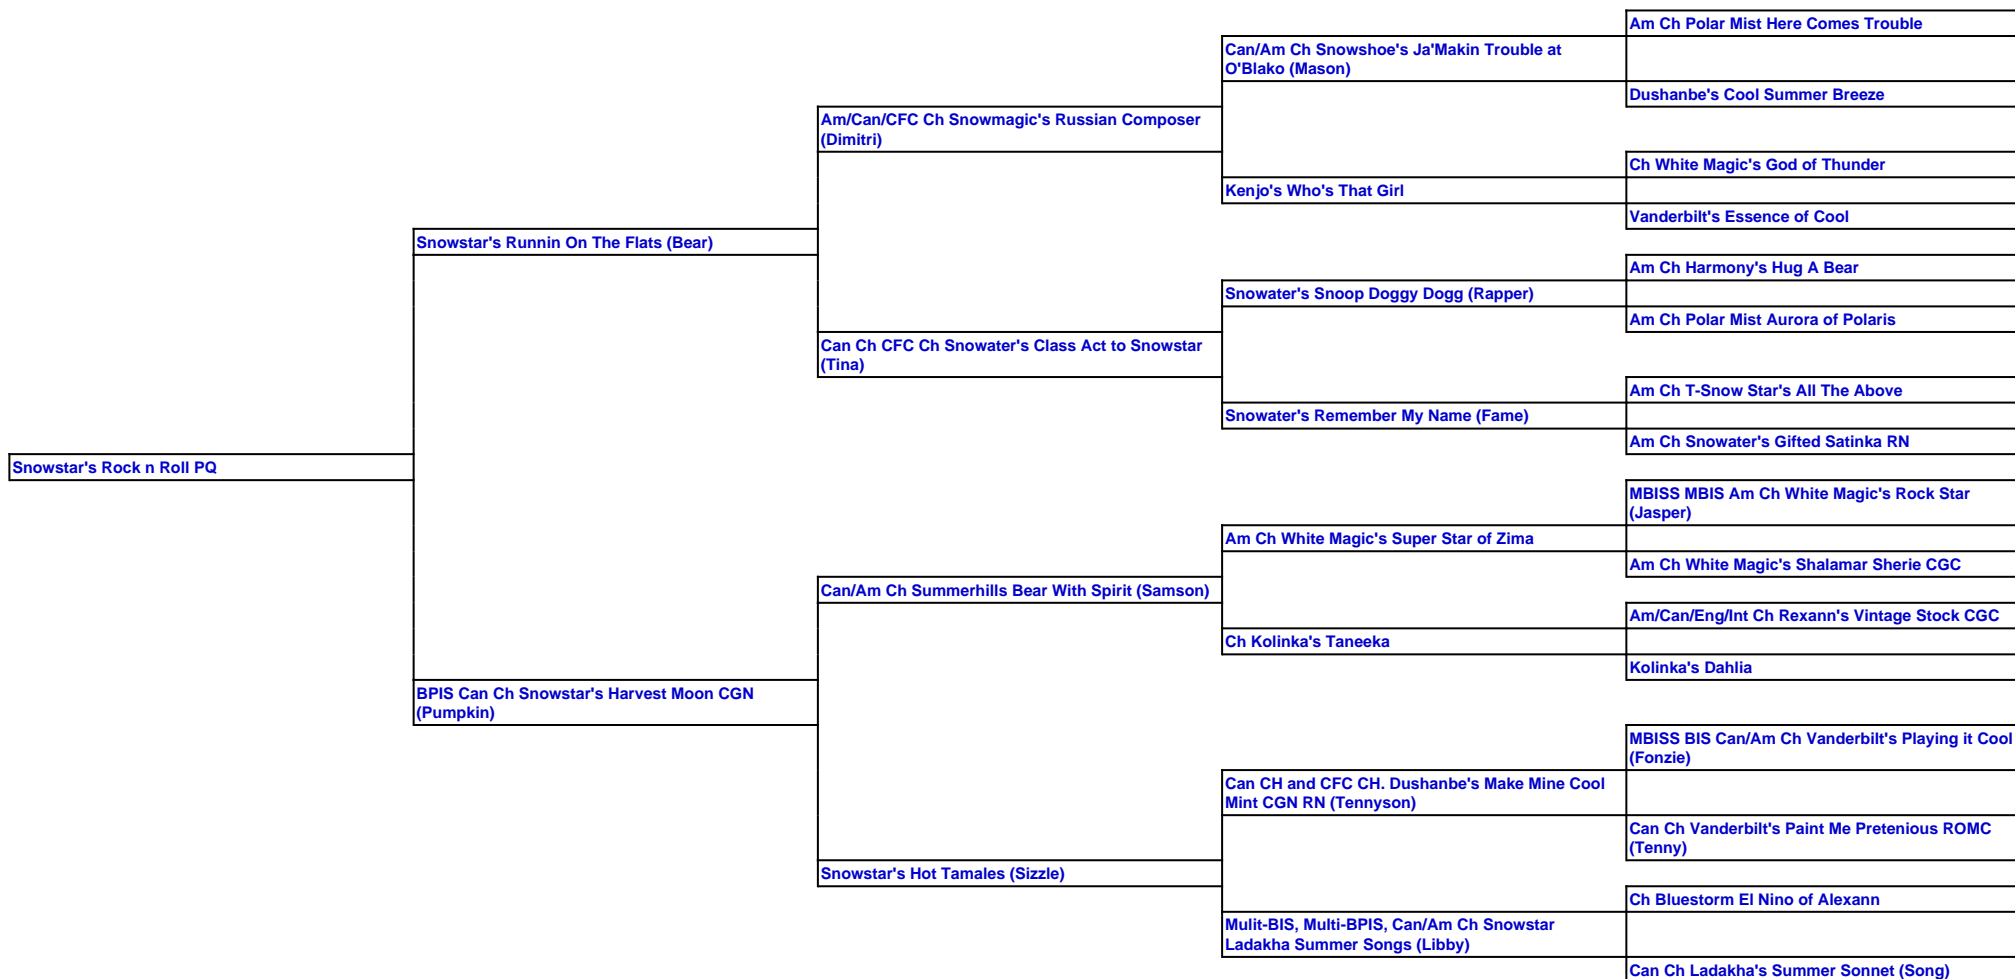 Am Ch Polar Mist Here Comes Trouble
Can/Am Ch Snowshoe's Ja'Makin Trouble at
O'Blako (Mason)
Dushanbe's Cool Summer Breeze
Am/Can/CFC Ch Snowmagic's Russian Composer
(Dimitri)
Ch White Magic's God of Thunder
Kenjo's Who's That Girl
Vanderbilt's Essence of Cool
Snowstar's Runnin On The Flats (Bear)
Am Ch Harmony's Hug A Bear
Snowater's Snoop Doggy Dogg (Rapper)
Am Ch Polar Mist Aurora of Polaris
Can Ch CFC Ch Snowater's Class Act to Snowstar
(Tina)
Am Ch T-Snow Star's All The Above
Snowater's Remember My Name (Fame)
Am Ch Snowater's Gifted Satinka RN
Snowstar's Rock n Roll PQ
MBISS MBIS Am Ch White Magic's Rock Star
(Jasper)
Am Ch White Magic's Super Star of Zima
Am Ch White Magic's Shalamar Sherie CGC
Can/Am Ch Summerhills Bear With Spirit (Samson)
Am/Can/Eng/Int Ch Rexann's Vintage Stock CGC
Ch Kolinka's Taneeka
Kolinka's Dahlia
BPIS Can Ch Snowstar's Harvest Moon CGN
(Pumpkin)
MBISS BIS Can/Am Ch Vanderbilt's Playing it Cool
(Fonzie)
Can CH and CFC CH. Dushanbe's Make Mine Cool
Mint CGN RN (Tennyson)
Can Ch Vanderbilt's Paint Me Pretenious ROMC
(Tenny)
Snowstar's Hot Tamales (Sizzle)
Ch Bluestorm El Nino of Alexann
Mulit-BIS, Multi-BPIS, Can/Am Ch Snowstar
Ladakha Summer Songs (Libby)
Can Ch Ladakha's Summer Sonnet (Song)